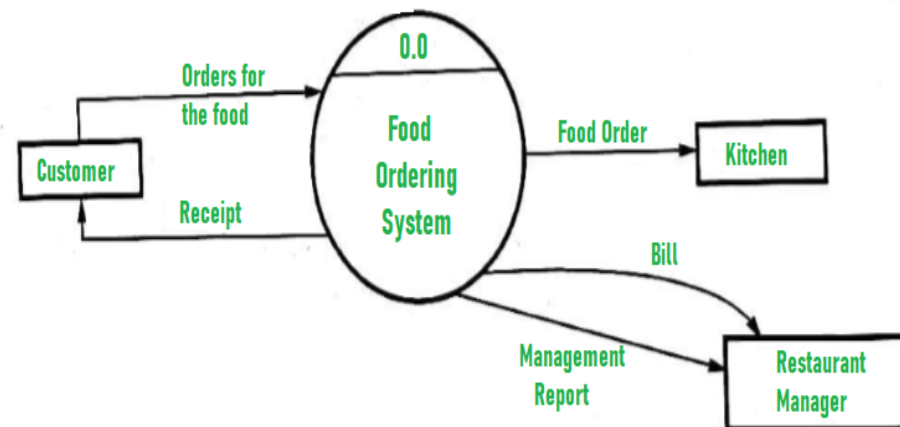 0.0
Orders for
the food
Food
Ordering
System
Food Order
Kitchen
Customer
Receipt
Bill
Management
Report
Restaurant
Manager